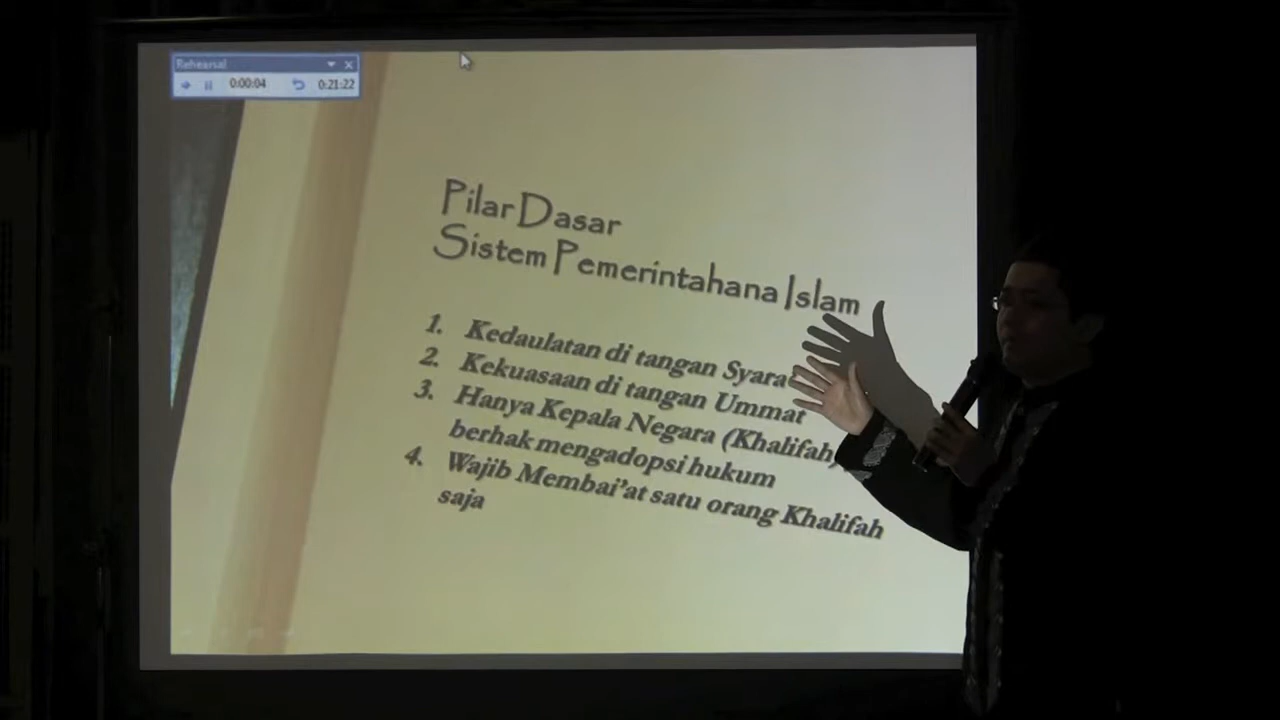 Rehearsal
0:00:04 0:21:22
Pilar Dasar
Sistem Pemerintahana Islam
1. Kedaulatan di tangan Syara
2. Kekuasaan di tangan Ummat
3. Hanya Kepala Negara (Khalifah)
berhak mengadopsi hukum
4. Wajib Membai'at satu orang Khalifah
saja